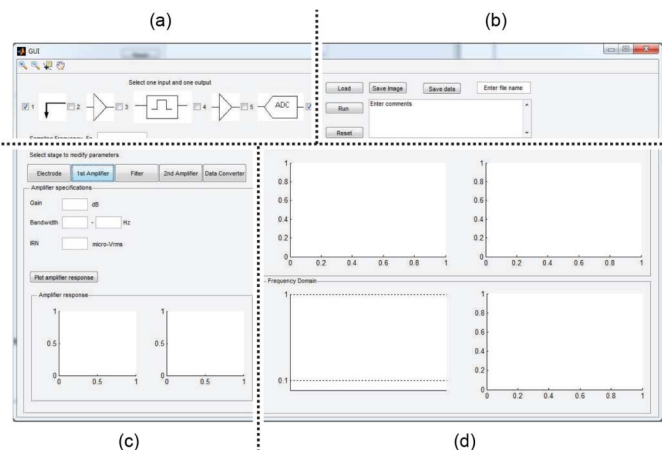 (a)
(b)
GUI
Select one input and one output
1
2
3
4
5
ADC
Sampling Frequency, Fs
Load
Save Image
Save data
Enter file name
Run
Enter comments
Reset
Select stage to modify parameters
Electrode
1st Amplifier
Filter
2nd Amplifier
Data Converter
Amplifier specifications
Gain
dB
Bandwidth
-
Hz
IRN
micro-Vrms
Plot amplifier response
Amplifier response
1
0.5
0
0
0.5
1
1
0.5
0
0
0.5
1
1
0.8
0.6
0.4
0.2
0
0
0.2
0.4
0.6
0.8
1
1
0.8
0.6
0.4
0.2
0
0
0.2
0.4
0.6
0.8
1
Frequency Domain
1
0.1
1
0.8
0.6
0.4
0.2
0
0
0.2
0.4
0.6
0.8
1
(c)
(d)